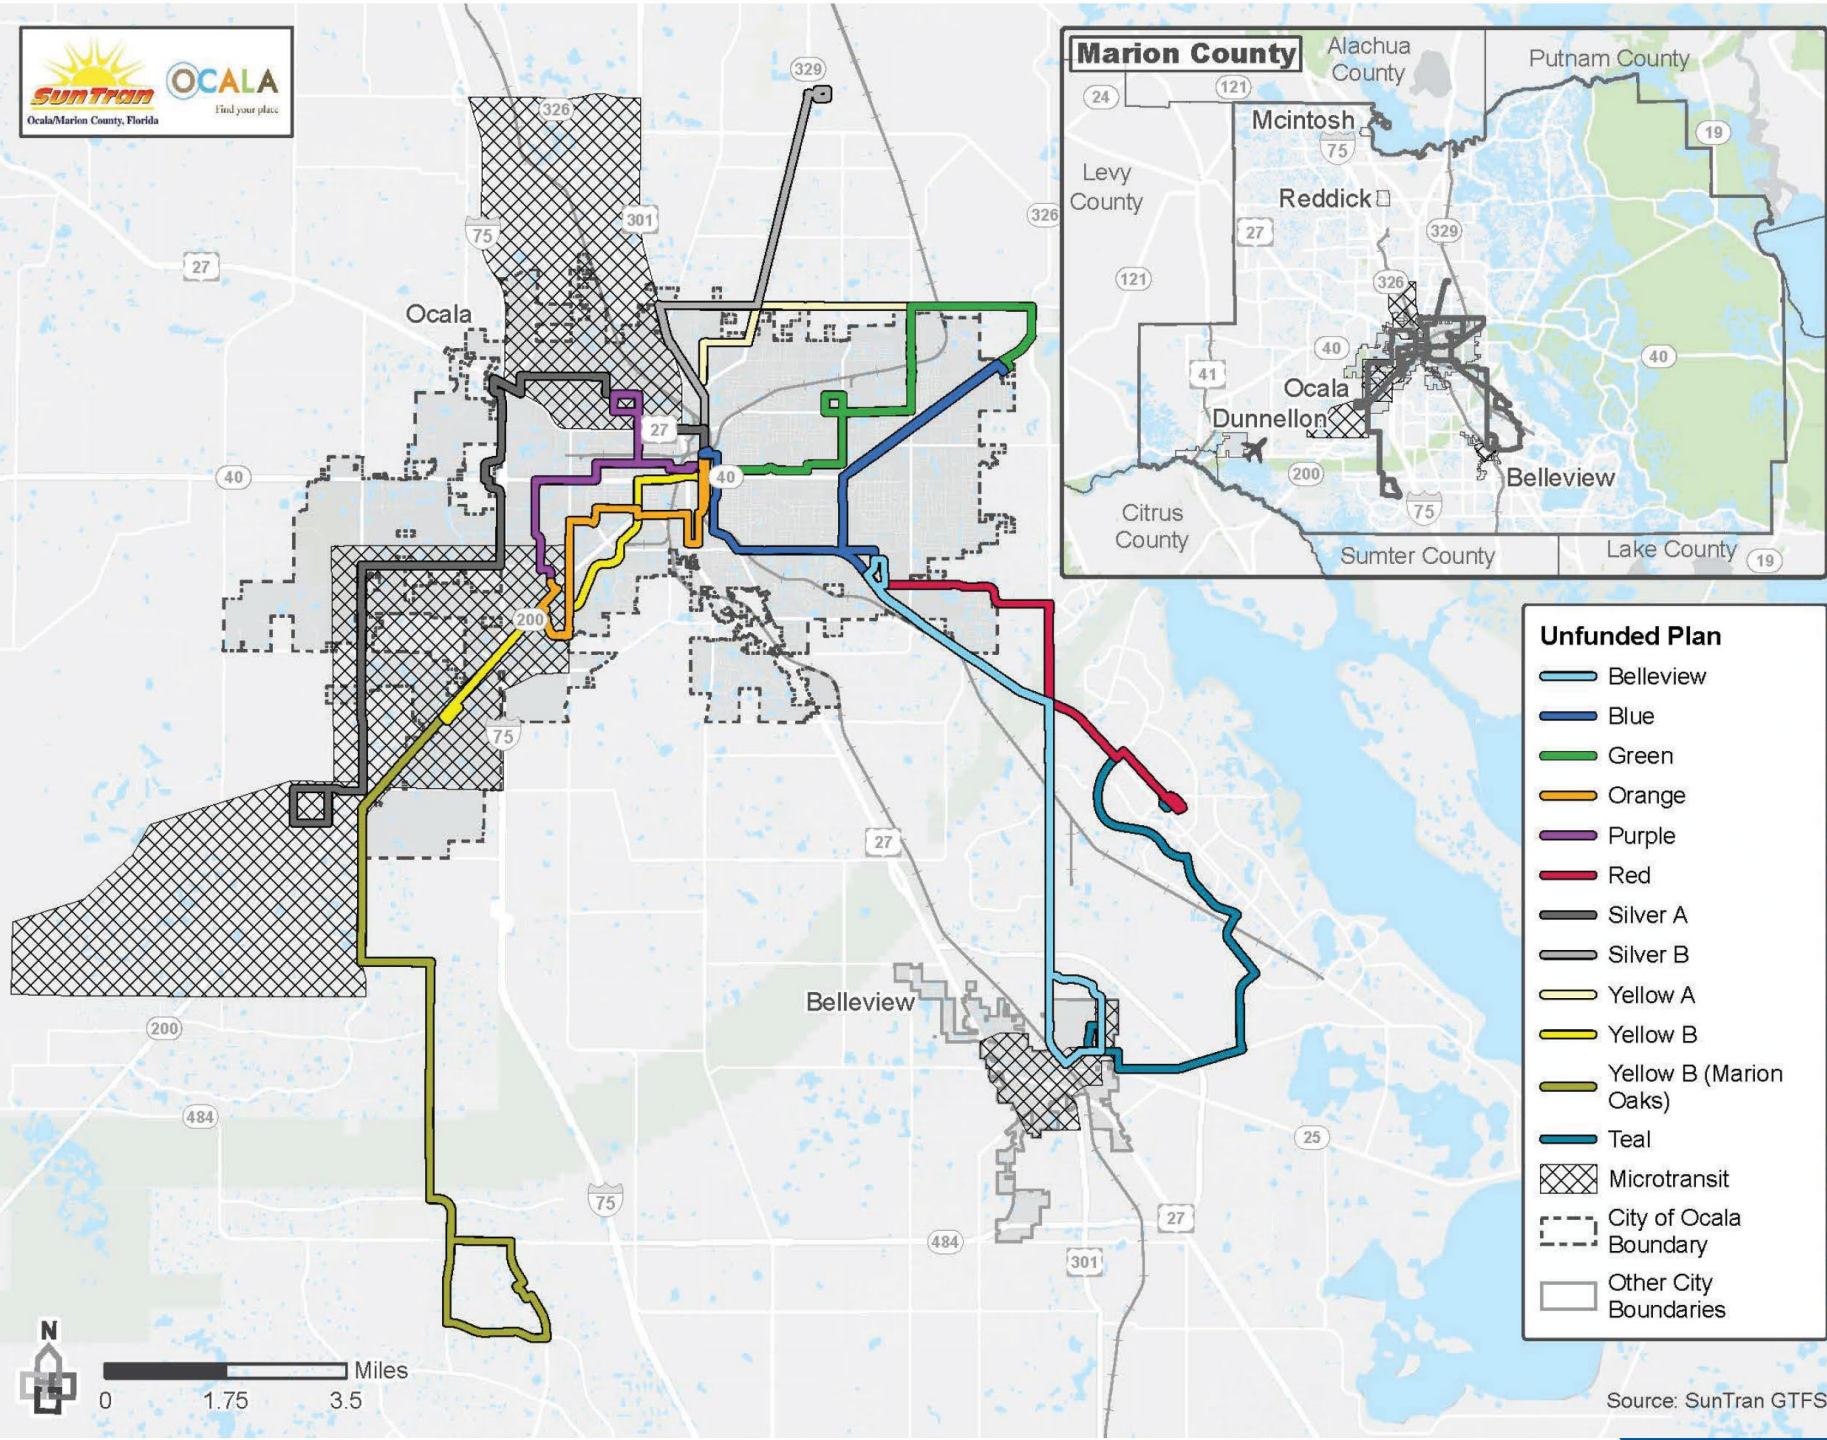 SunTran
Ocala/Marion County, Florida
OCALA
Find your place
329
326
301
75
27
326
Ocala
27
40
40
200
75
27
Belleview
200
484
25
75
27
484
301
N
Miles
0 1.75 3.5
Marion County
Alachua
County
Putnam County
24
121
Mcintosh
75
19
Levy
County
Reddick
27
329
121
326
40
40
41
Ocala
Dunnellon
200
Belleview
75
Citrus
County
Sumter County
Lake County
19
Unfunded Plan
Belleview
Blue
Green
Orange
Purple
Red
Silver A
Silver B
Yellow A
Yellow B
Yellow B (Marion
Oaks)
Teal
Microtransit
City of Ocala
Boundary
Other City
Boundaries
Source: SunTran GTFS